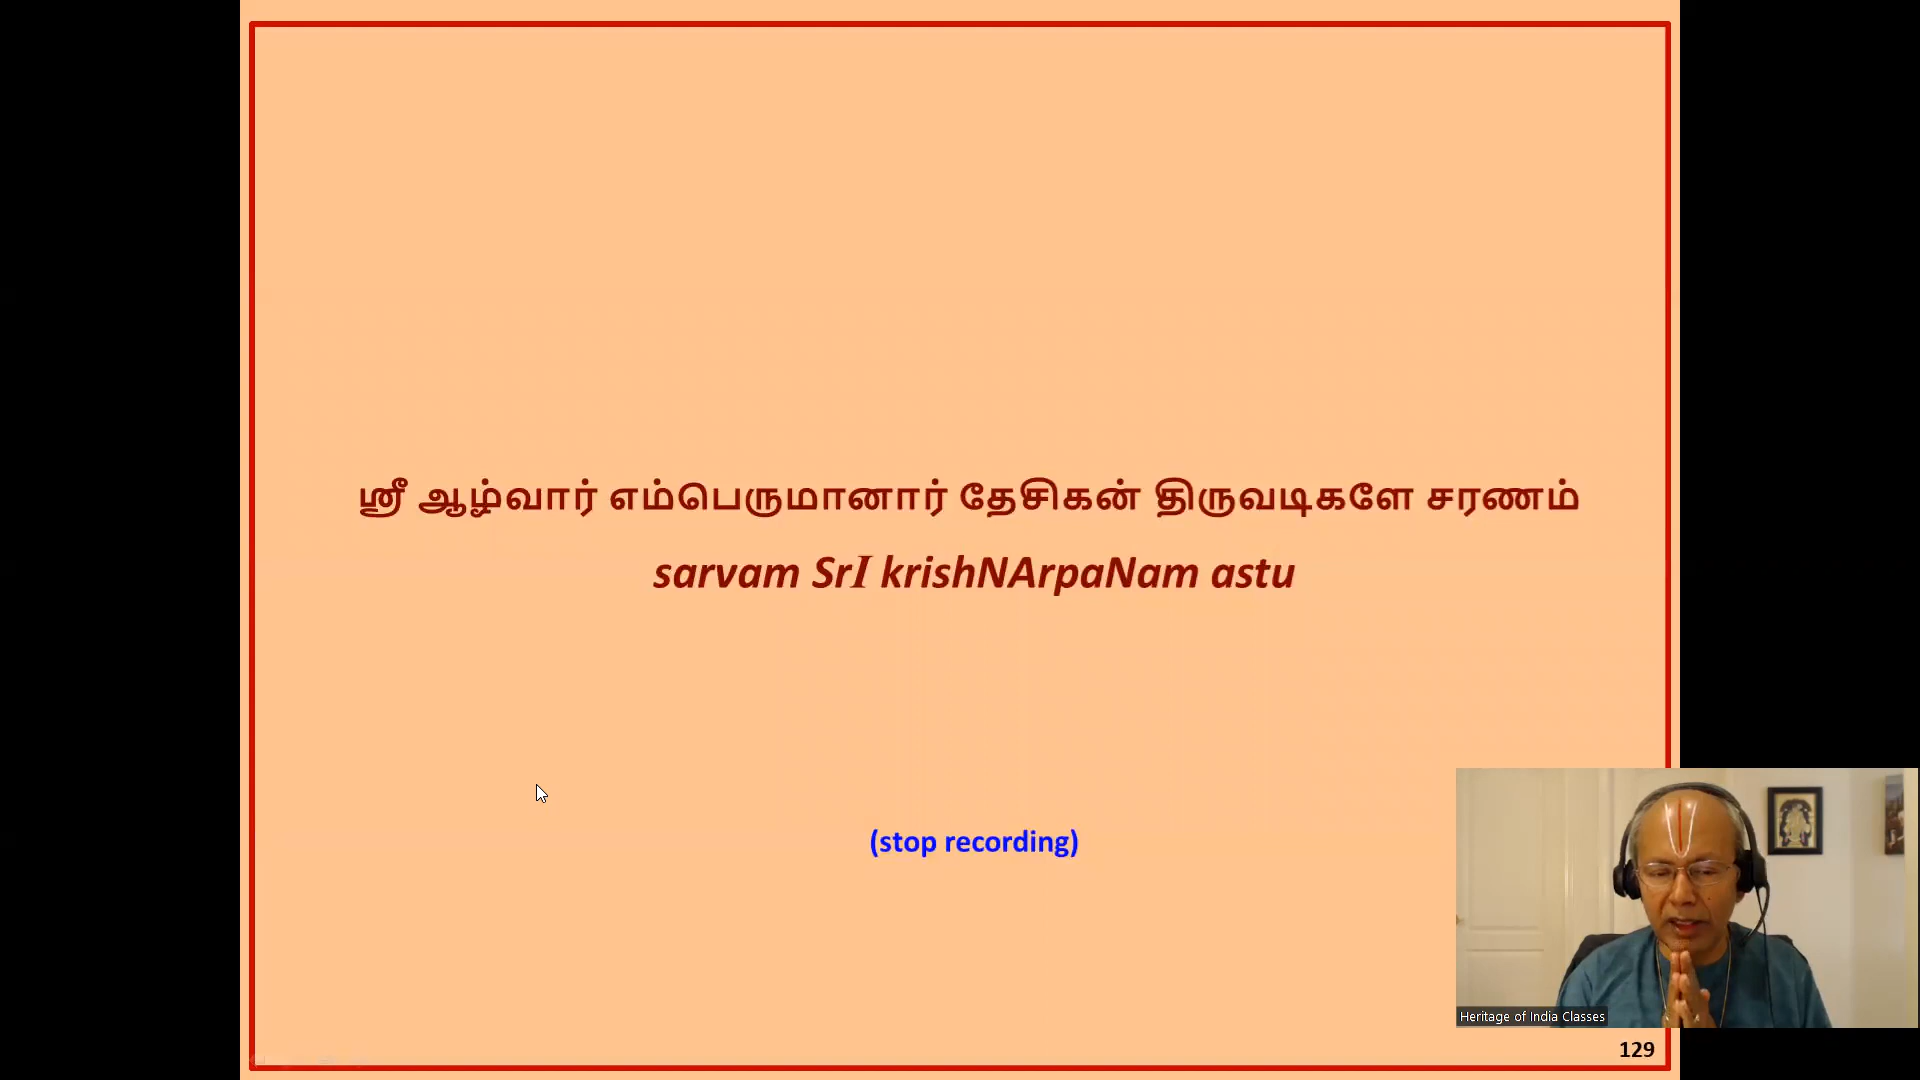 ஸ்ரீ ஆழ்வார் எம்பெருமானார் தேசிகன் திருவடிகளே சரணம்
sarvam SrI krishNArpaNam astu
(stop recording)
Heritage of India Classes
129